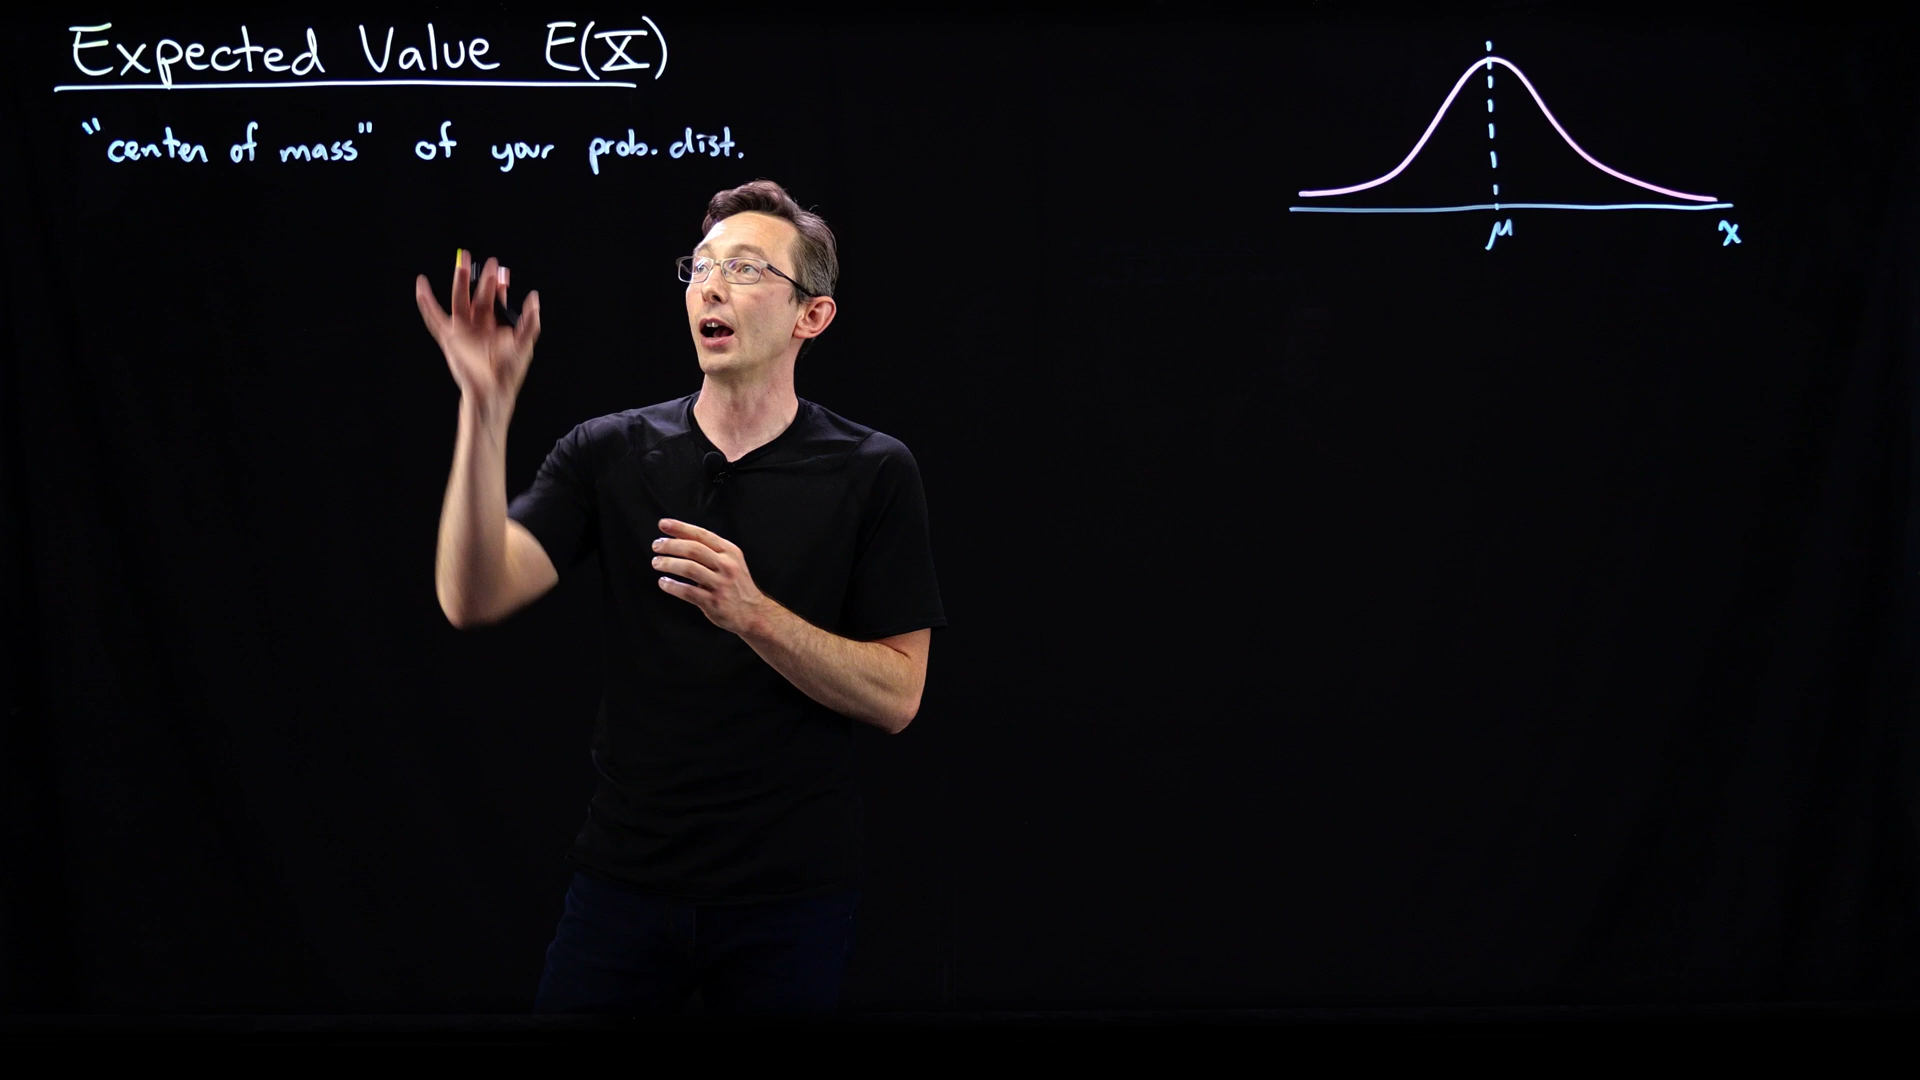 Expected Value E(X)
"center of mass" of your prob. dist.
μ
x